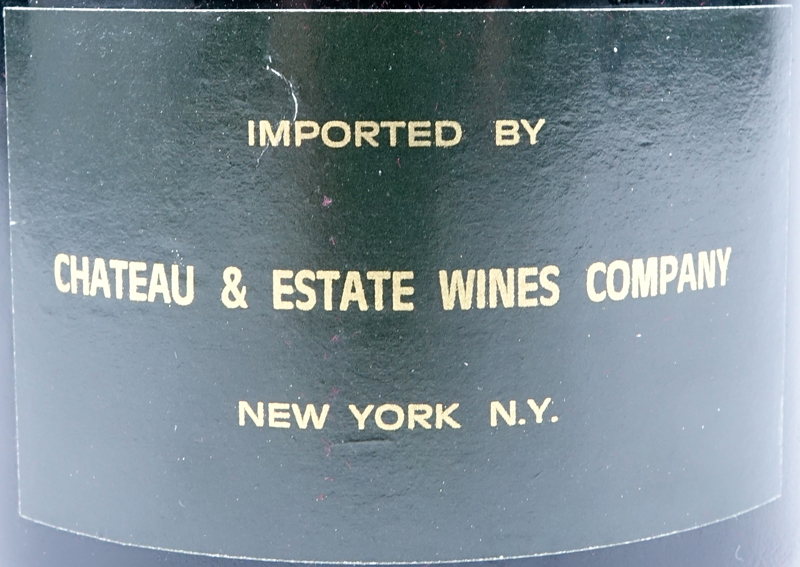 IMPORTED BY
CHATEAU & ESTATE WINES COMPANY
NEW YORK N.Y.